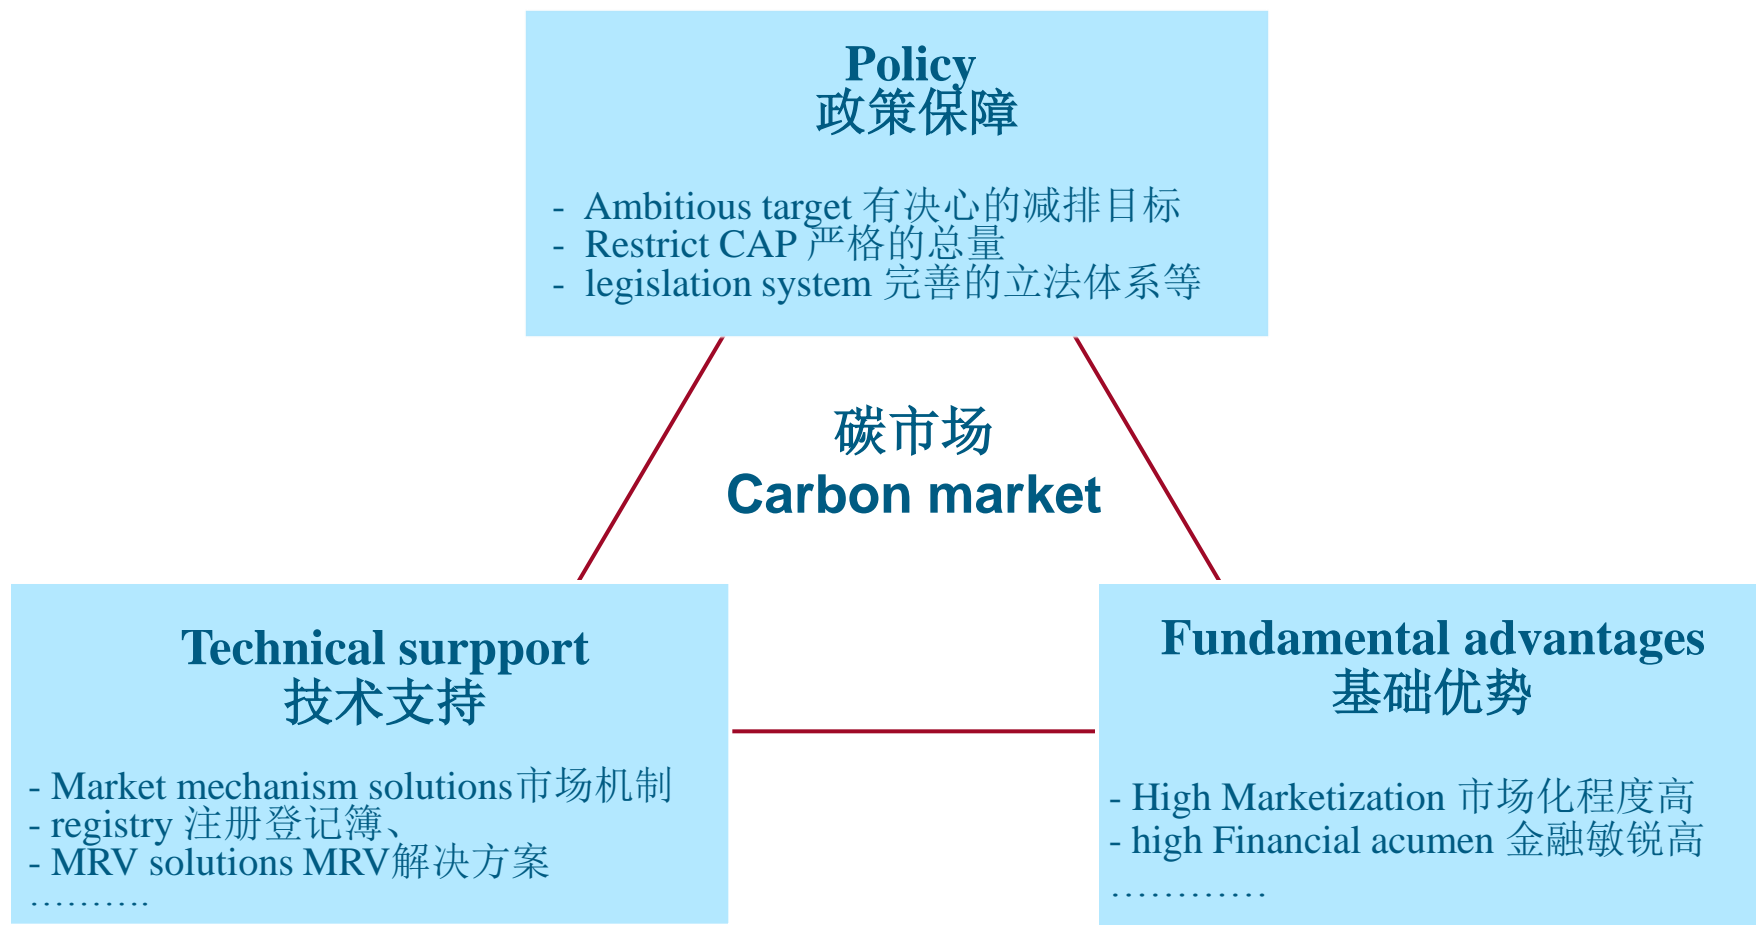 Policy
政策保障
- Ambitious target 有决心的减排目标
- Restrict CAP 严格的总量
- legislation system 完善的立法体系等
碳市场
Carbon market
Technical surpport
技术支持
- Market mechanism solutions市场机制
- registry 注册登记簿、
- MRV solutions MRV解决方案
……….
Fundamental advantages
基础优势
- High Marketization 市场化程度高
- high Financial acumen 金融敏锐高
…………